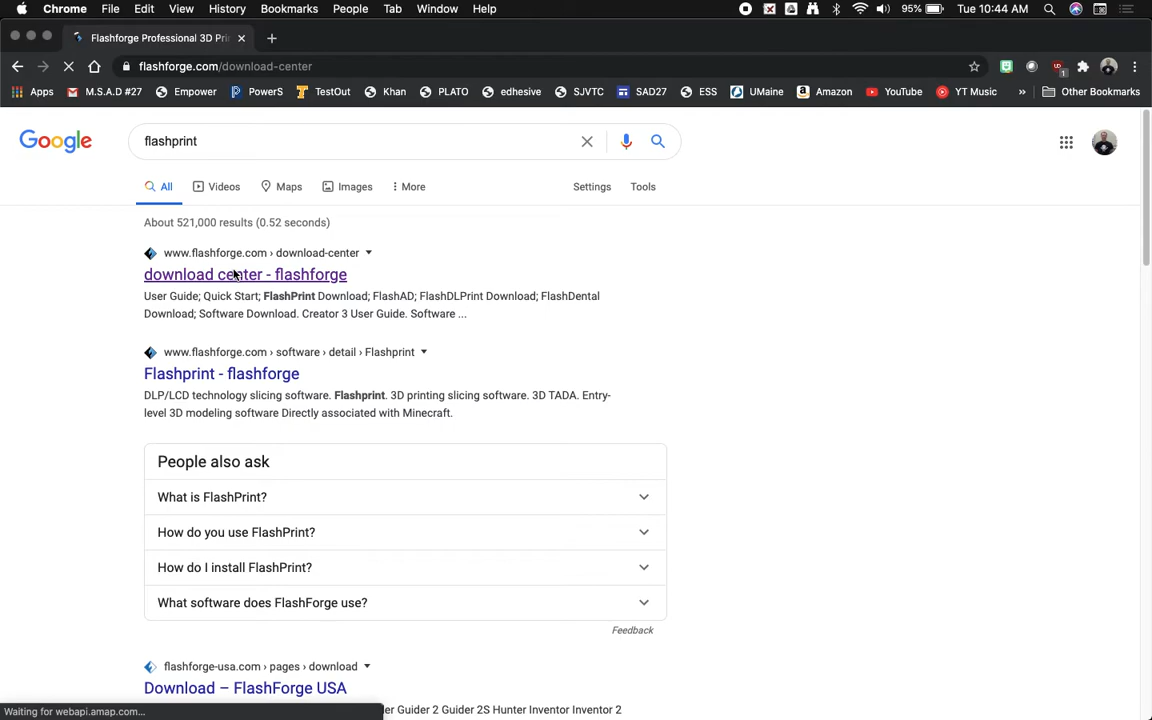 Chrome File Edit View History Bookmarks People Tab Window Help 95% Tue 10:44 AM
Flashforge Professional 3D Pri
flashforge.com/download-center
Apps M.S.A.D #27 Empower PowerS TestOut Khan PLATO edhesive SJVTC SAD27 ESS UMaine Amazon YouTube YT Music » Other Bookmarks
Google flashprint
All Videos Maps Images More Settings Tools
About 521,000 results (0.52 seconds)
www.flashforge.com › download-center
download center - flashforge
User Guide; Quick Start; FlashPrint Download; FlashAD; FlashDLPrint Download; FlashDental
Download; Software Download. Creator 3 User Guide. Software ...
www.flashforge.com › software › detail › Flashprint
Flashprint - flashforge
DLP/LCD technology slicing software. Flashprint. 3D printing slicing software. 3D TADA. Entry-
level 3D modeling software Directly associated with Minecraft.
People also ask
What is FlashPrint?
How do you use FlashPrint?
How do I install FlashPrint?
What software does FlashForge use?
Feedback
flashforge-usa.com › pages › download
Download – FlashForge USA
er Guider 2 Guider 2S Hunter Inventor Inventor 2
Waiting for webapi.amap.com...